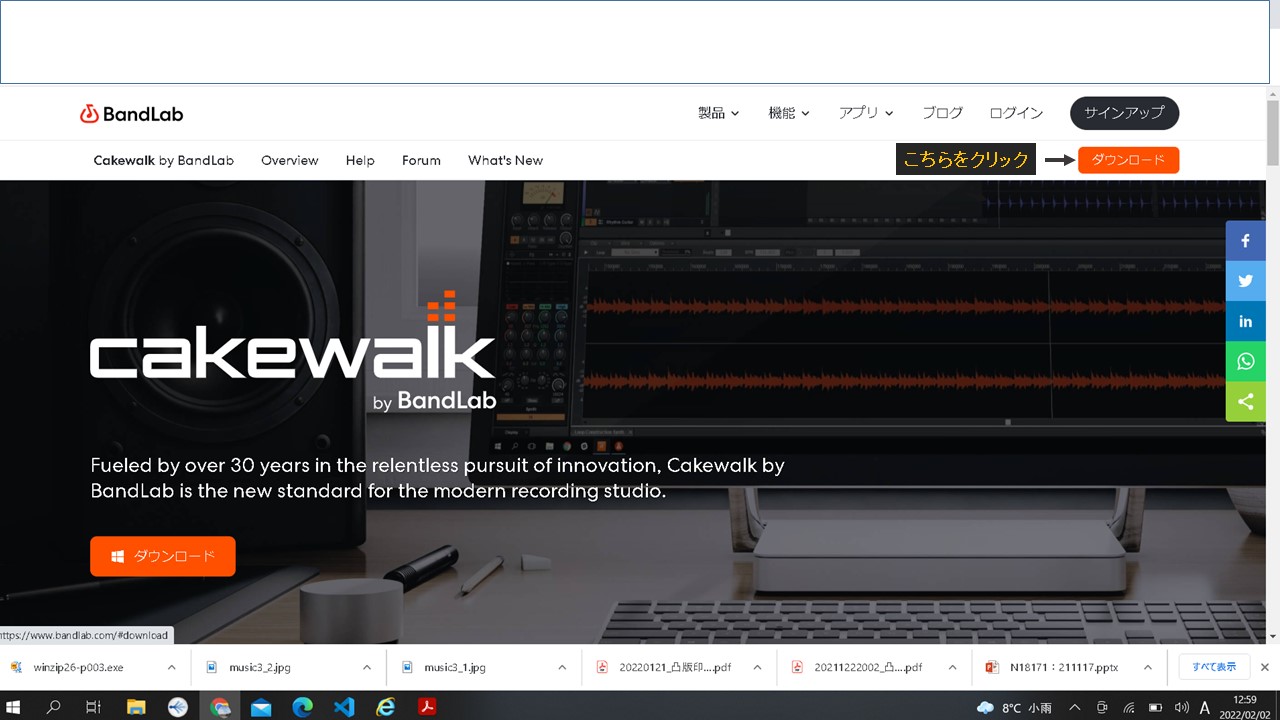 BandLab
製品
機能
アプリ
ブログ
ログイン
サインアップ
Cakewalk by BandLab
Overview
Help
Forum
What's New
こちらをクリック
ダウンロード
cakewalk
by BandLab
Fueled by over 30 years in the relentless pursuit of innovation, Cakewalk by
BandLab is the new standard for the modern recording studio.
ダウンロード
https://www.bandlab.com/#download
winzip26-p003.exe
music3_2.jpg
music3_1.jpg
20220121_凸版印....pdf
20211222002_凸....pdf
N18171：211117.pptx
すべて表示
8°C 小雨
A
12:59
2022/02/02